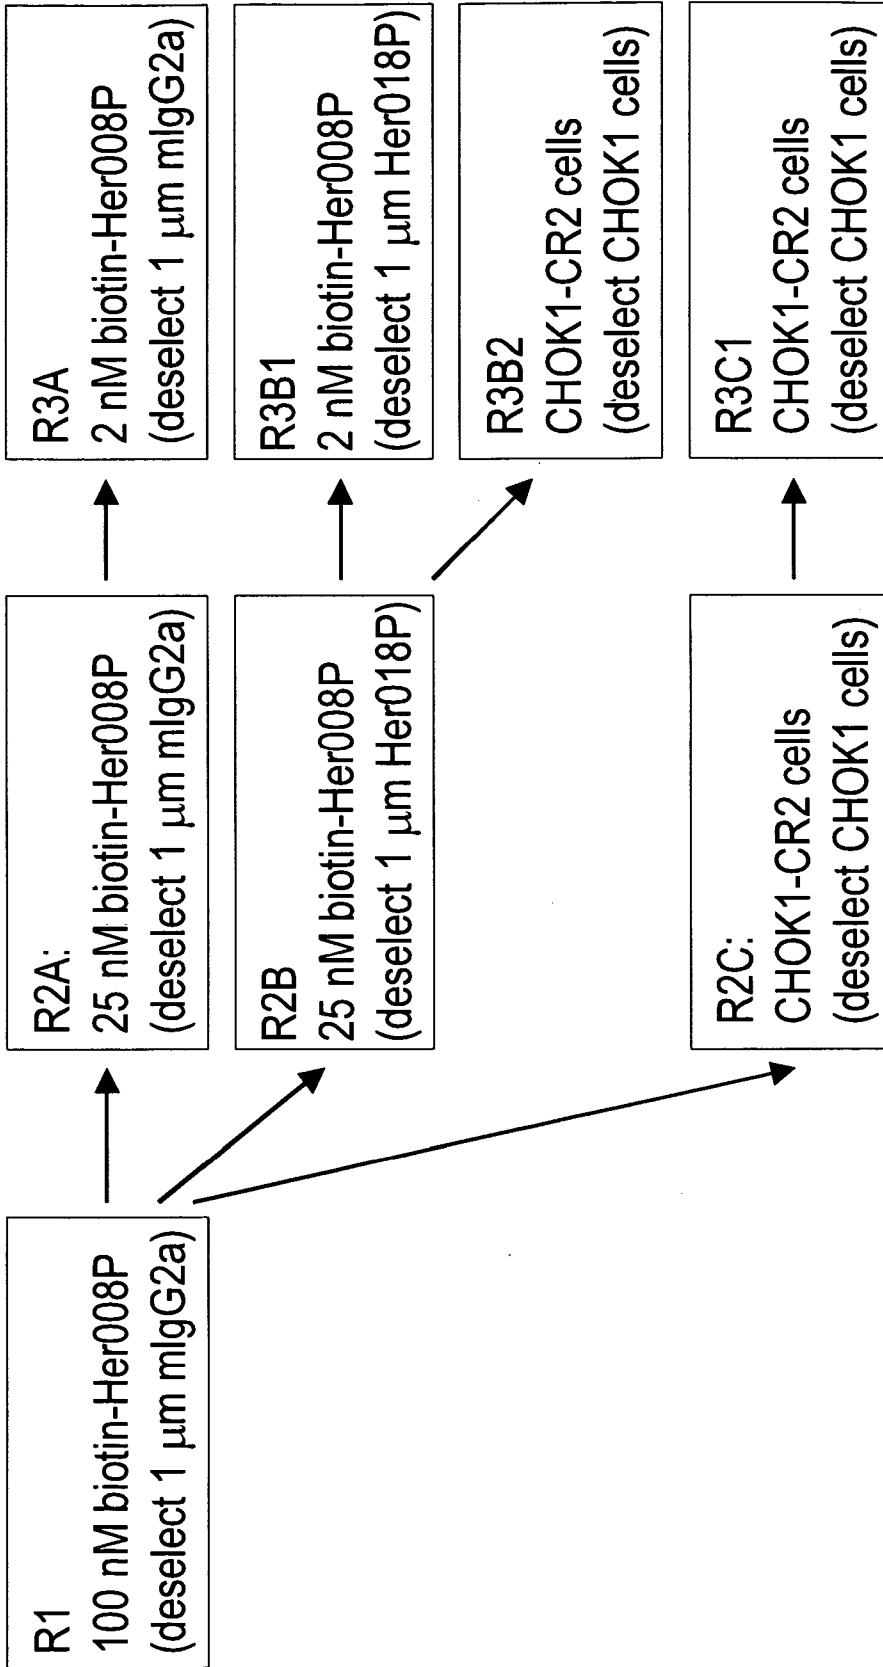 R1
100 nM biotin-Her008P
(deselect 1 μm mIgG2a)
R2A:
25 nM biotin-Her008P
(deselect 1 μm mIgG2a)
R2B
25 nM biotin-Her008P
(deselect 1 μm Her018P)
R2C:
CHOK1-CR2 cells
(deselect CHOK1 cells)
R3A
2 nM biotin-Her008P
(deselect 1 μm mIgG2a)
R3B1
2 nM biotin-Her008P
(deselect 1 μm Her018P)
R3B2
CHOK1-CR2 cells
(deselect CHOK1 cells)
R3C1
CHOK1-CR2 cells
(deselect CHOK1 cells)